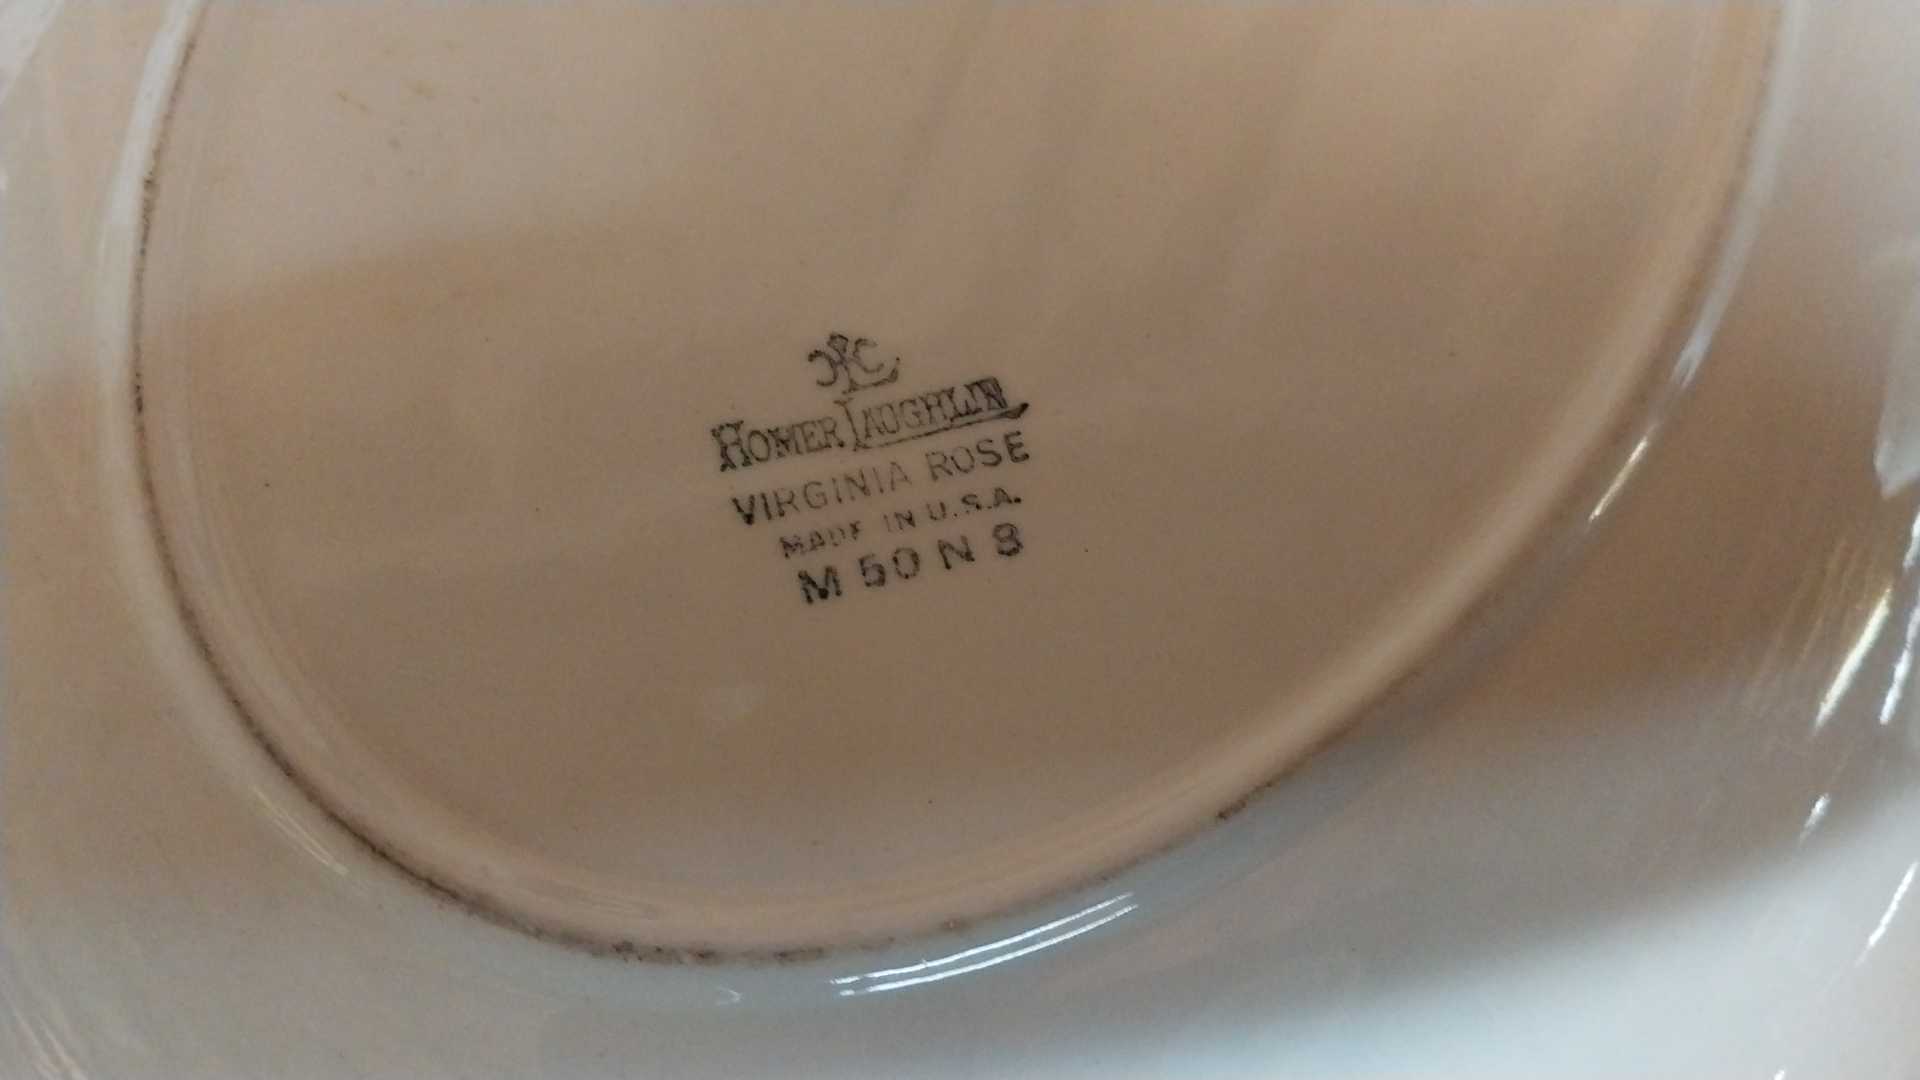 HLC
HOMER LAUGHLIN
VIRGINIA ROSE
MADE IN U.S.A.
M 50 N 8